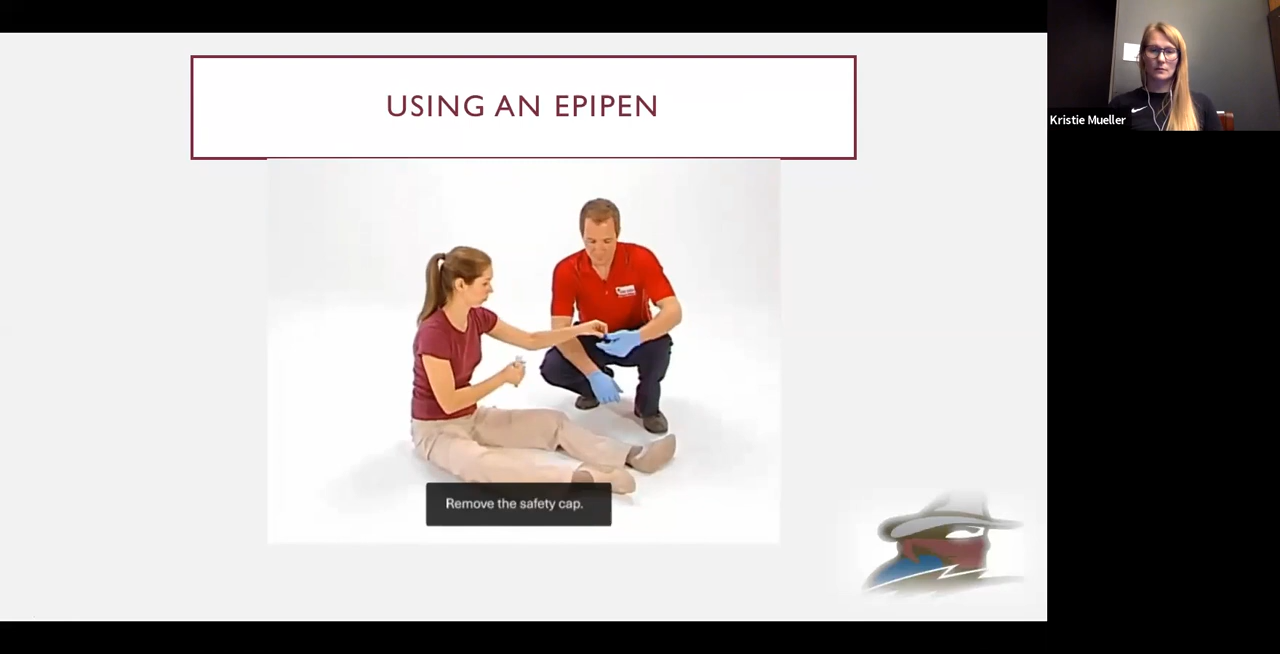 USING AN EPIPEN
Kristie Mueller
Remove the safety cap.